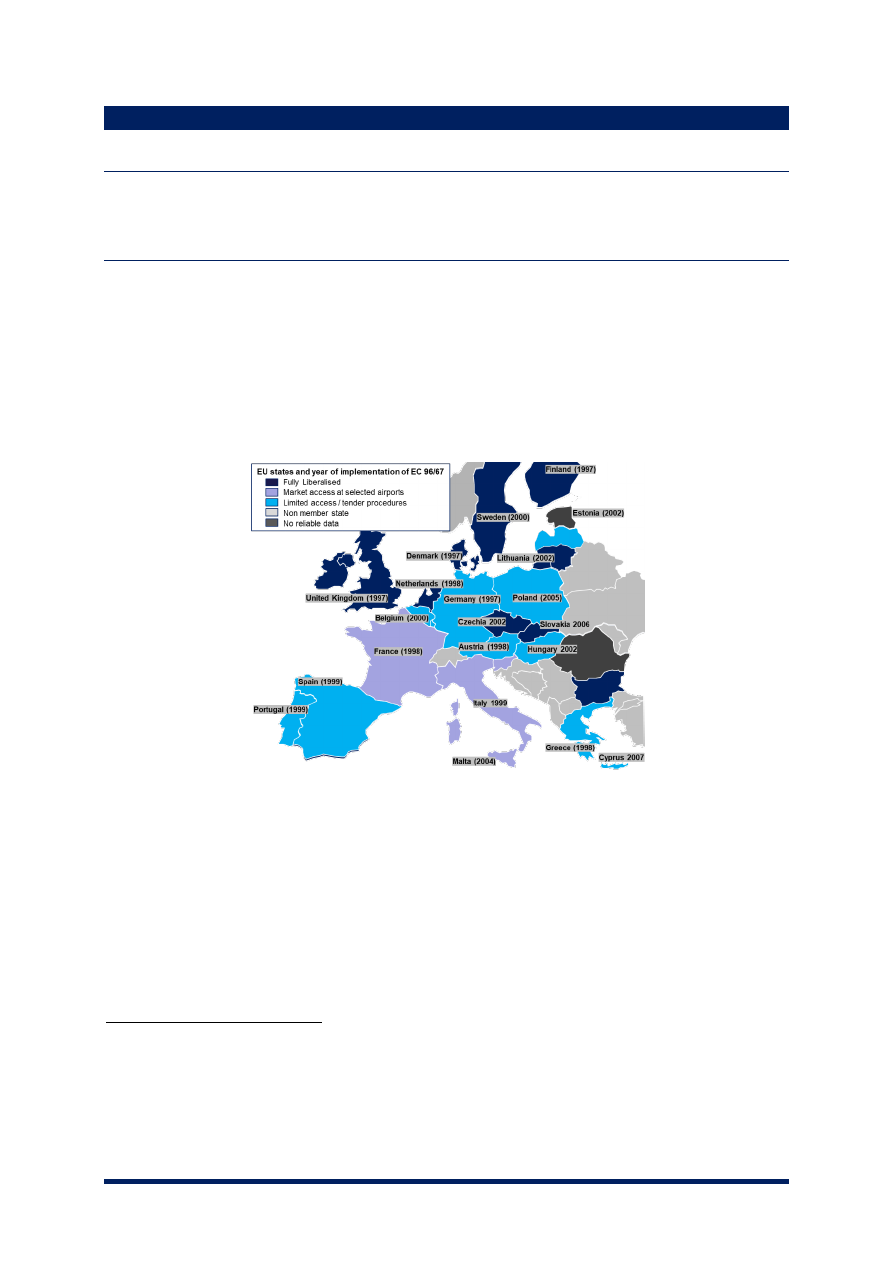 EU states and year of implementation of EC 96/67
Fully Liberalised
Market access at selected airports
Limited access / tender procedures
Non member state
No reliable data
Finland (1997)
Sweden (2000)
Estonia (2002)
Denmark (1997)
Lithuania (2002)
Netherlands (1998)
United Kingdom (1997)
Germany (1997)
Poland (2005)
Belgium (2000)
Czechia 2002
Slovakia 2006
France (1998)
Austria (1998)
Hungary 2002
Spain (1999)
Portugal (1999)
Italy 1999
Greece (1998)
Malta (2004)
Cyprus 2007